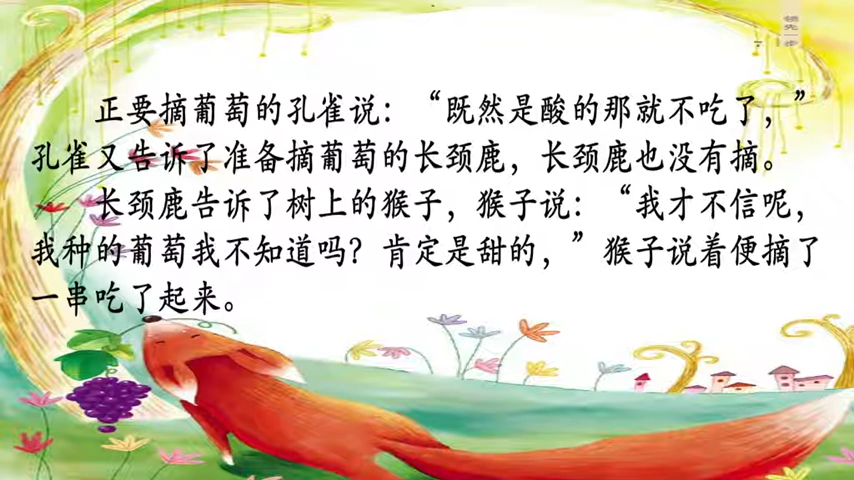 正要摘葡萄的孔雀说：“既然是酸的那就不吃了，”
孔雀又告诉了准备摘葡萄的长颈鹿，长颈鹿也没有摘。
长颈鹿告诉了树上的猴子，猴子说：“我才不信呢，
我种的葡萄我不知道吗？肯定是甜的，”猴子说着便摘了
一串吃了起来。